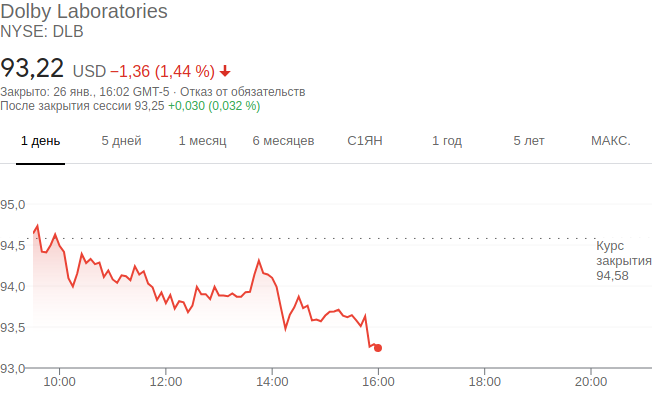 Dolby Laboratories
NYSE: DLB
93,22 USD −1,36 (1,44 %)
Закрыто: 26 янв., 16:02 GMT-5 · Отказ от обязательств
После закрытия сессии 93,25 +0,030 (0,032 %)
1 день 5 дней 1 месяц 6 месяцев С1ЯН 1 год 5 лет МАКС.
95,0
94,5
Курс
закрытия
94,58
94,0
93,5
93,0
10:00 12:00 14:00 16:00 18:00 20:00